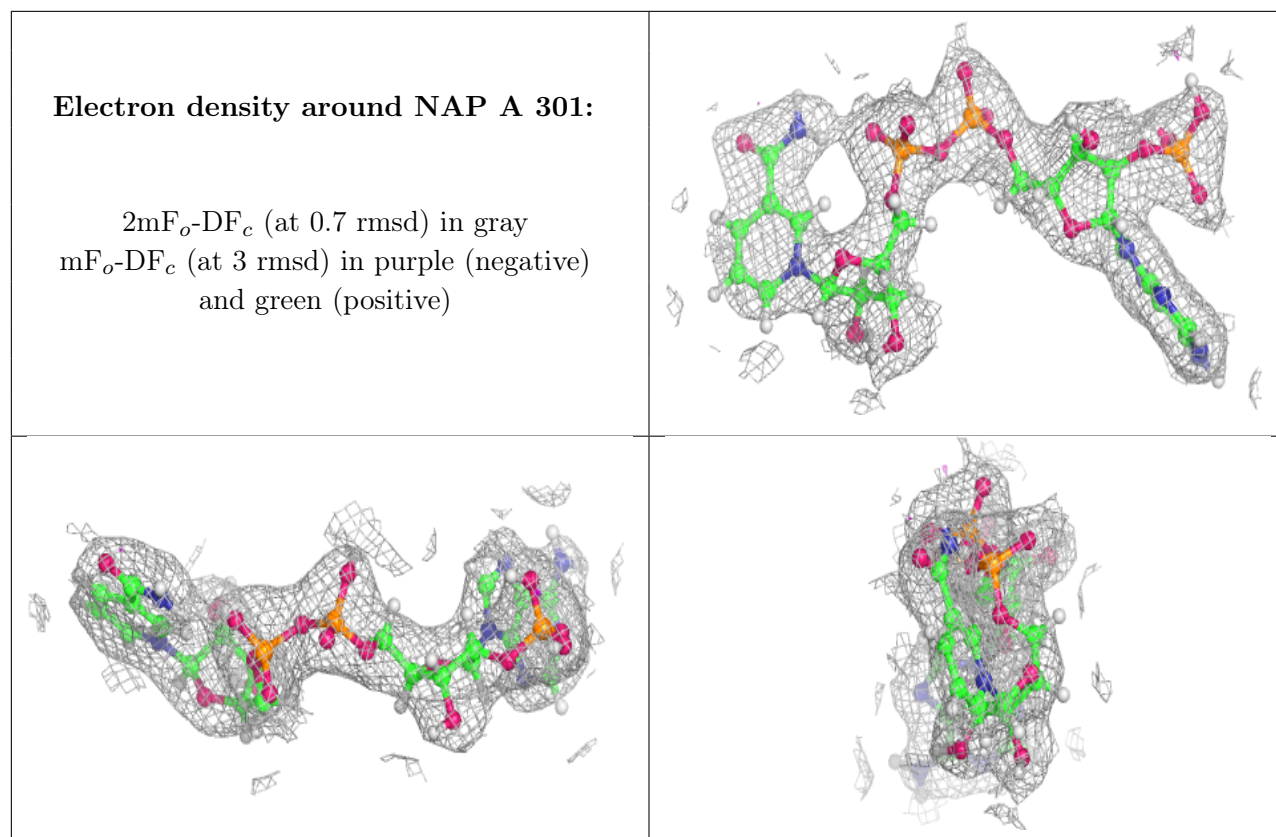 Electron density around NAP A 301:
2mFo-DFc (at 0.7 rmsd) in gray
mFo-DFc (at 3 rmsd) in purple (negative)
and green (positive)